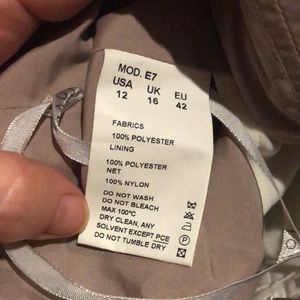 MOD. E7
USA UK EU
12 16 42
FABRICS
100% POLYESTER
LINING
100% POLYESTER
NET
100% NYLON
DO NOT WASH
DO NOT BLEACH
MAX 100°C
DRY CLEAN, ANY
SOLVENT EXCEPT PCE
DO NOT TUMBLE DRY